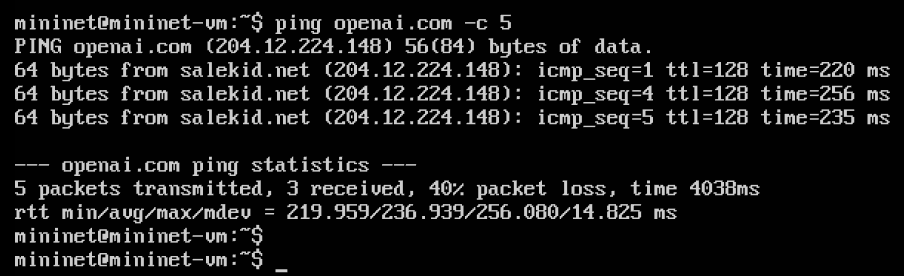 mininet@mininet-vm:~$ ping openai.com -c 5
PING openai.com (204.12.224.148) 56(84) bytes of data.
64 bytes from salekid.net (204.12.224.148): icmp_seq=1 ttl=128 time=220 ms
64 bytes from salekid.net (204.12.224.148): icmp_seq=4 ttl=128 time=256 ms
64 bytes from salekid.net (204.12.224.148): icmp_seq=5 ttl=128 time=235 ms
--- openai.com ping statistics ---
5 packets transmitted, 3 received, 40% packet loss, time 4038ms
rtt min/avg/max/mdev = 219.959/236.939/256.080/14.825 ms
mininet@mininet-vm:~$
mininet@mininet-vm:~$ _